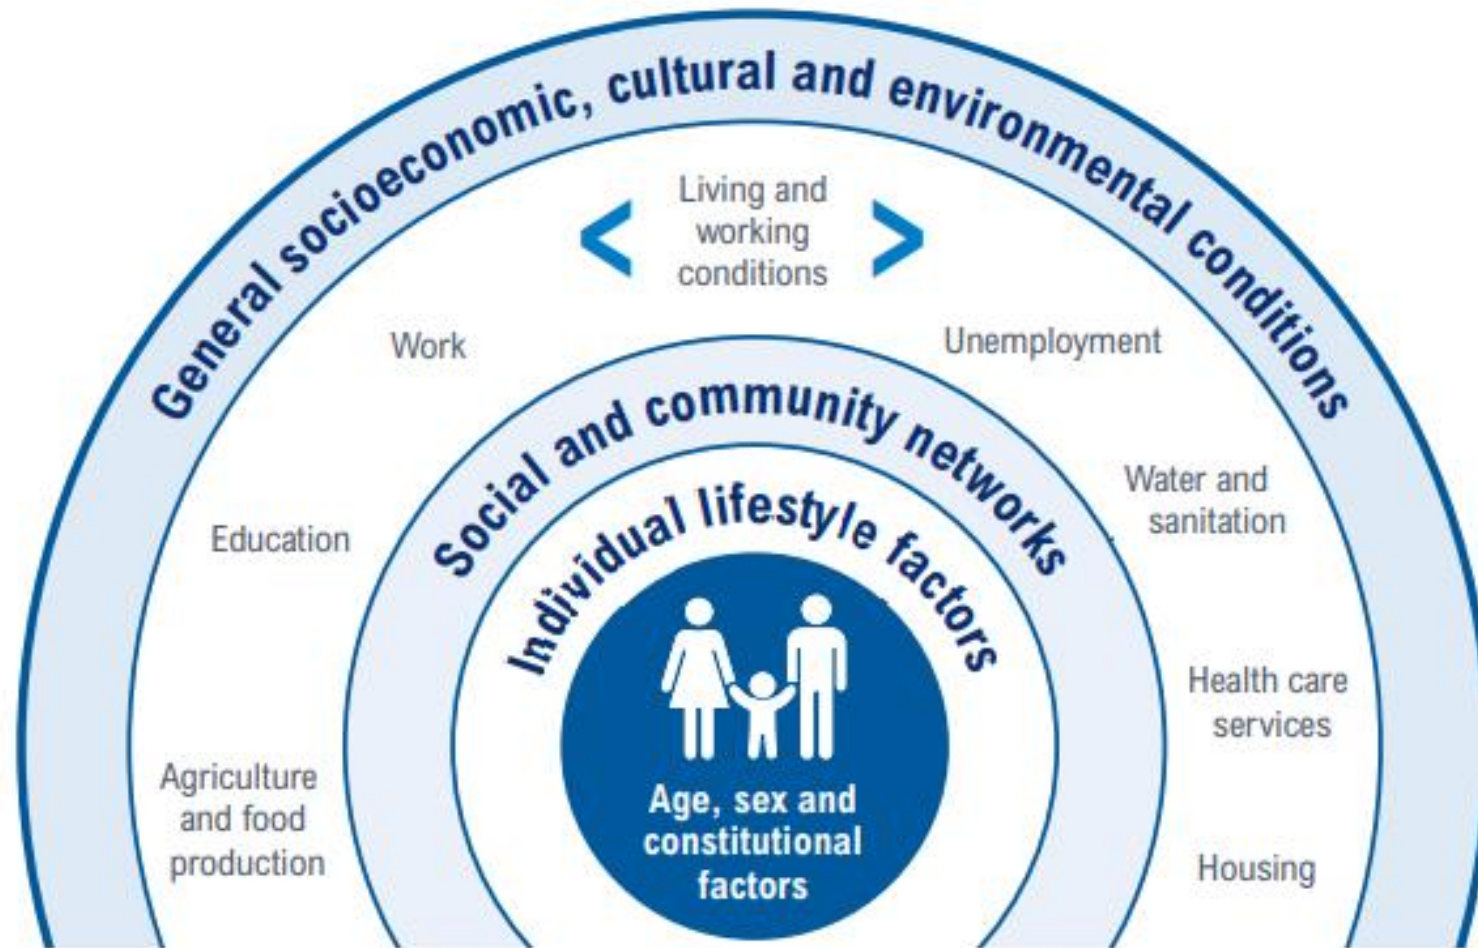 General socioeconomic, cultural and environmental conditions
Living and
working
conditions
Work
Unemployment
Social and community networks
Education
Water and
sanitation
Individual lifestyle factors
Health care
services
Agriculture
and food
production
Age, sex and
constitutional
factors
Housing